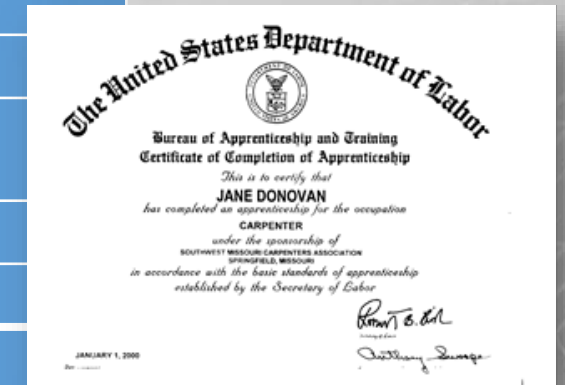 The United States Department of Labor
Bureau of Apprenticeship and Training
Certificate of Completion of Apprenticeship
This is to certify that
JANE DONOVAN
has completed an apprenticeship for the occupation
CARPENTER
under the sponsorship of
SOUTHWEST MISSOURI CARPENTERS ASSOCIATION
SPRINGFIELD, MISSOURI
in accordance with the basic standards of apprenticeship
established by the Secretary of Labor
JANUARY 1, 2000